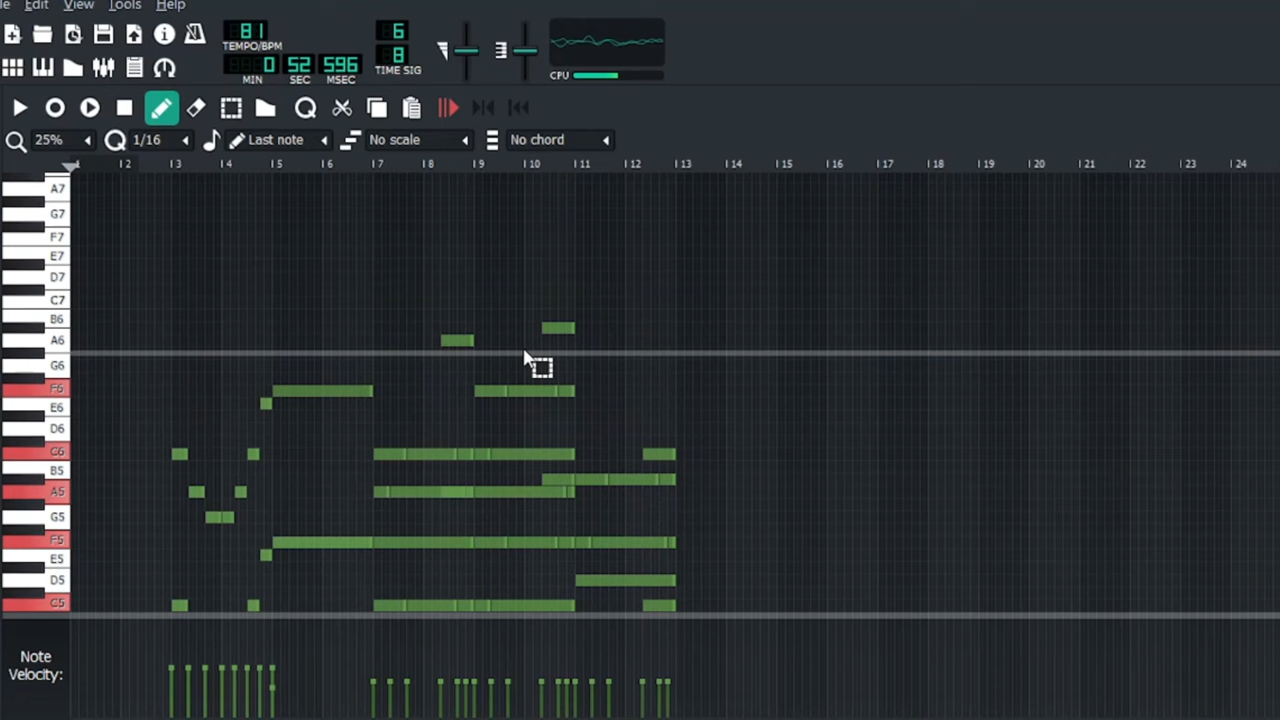 le Edit View Tools Help
81 6
TEMPO/BPM 8
0 52 596 TIME SIG
MIN SEC MSEC CPU
25% 1/16 Last note No scale No chord
1 2 3 4 5 6 7 8 9 10 11 12 13 14 15 16 17 18 19 20 21 22 23 24
A7
G7
F7
E7
D7
C7
B6
A6
G6
F6
E6
D6
C6
B5
A5
G5
F5
E5
D5
C5
Note
Velocity: